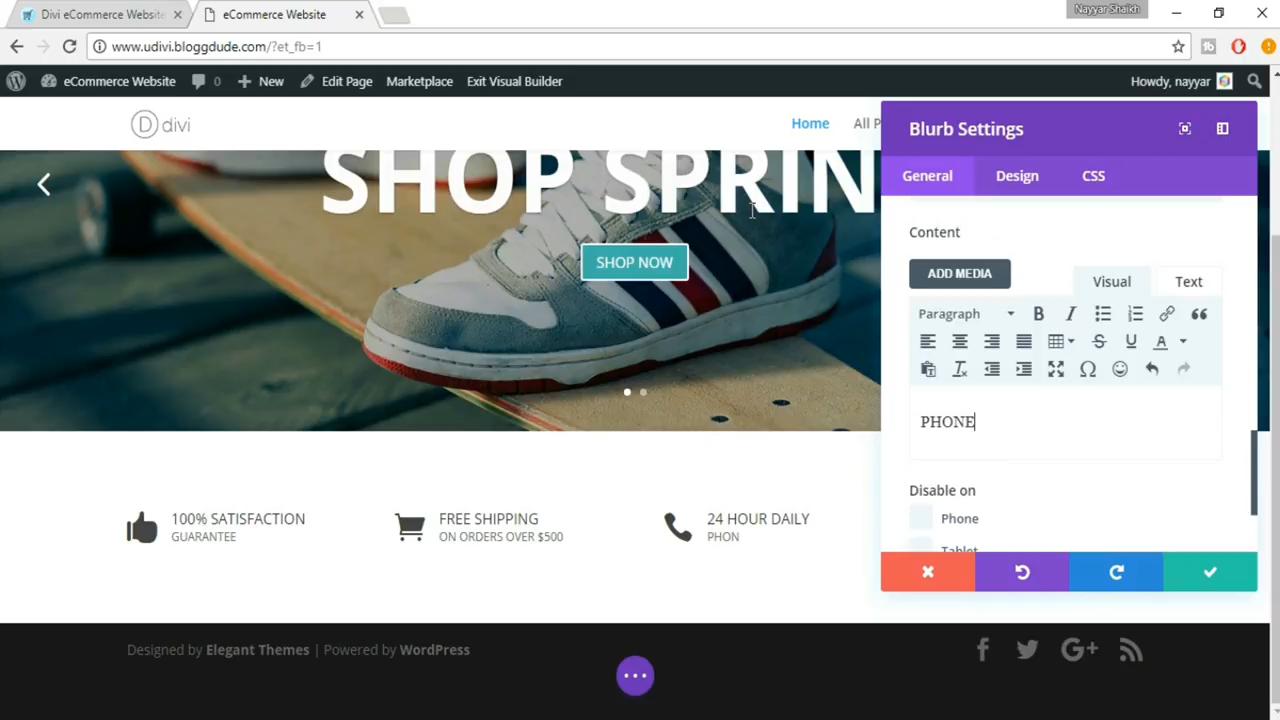 Divi eCommerce Website
eCommerce Website
Nayyar Shaikh
www.udivi.bloggdude.com/?et_fb=1
eCommerce Website
0
New
Edit Page
Marketplace
Exit Visual Builder
Howdy, nayyar
D divi
Home
All P
SHOP SPRIN
SHOP NOW
Blurb Settings
General
Design
CSS
Content
ADD MEDIA
Visual
Text
Paragraph
PHONE
Disable on
Phone
Tablet
100% SATISFACTION
GUARANTEE
FREE SHIPPING
ON ORDERS OVER $500
24 HOUR DAILY
PHON
Designed by Elegant Themes | Powered by WordPress